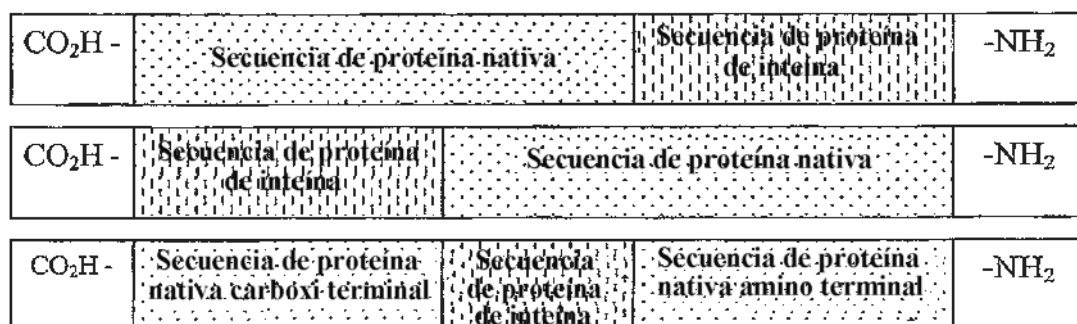 CO₂H -
Secuencia de proteína nativa
Secuencia de proteína
de inteína
-NH₂
CO₂H -
Secuencia de proteína
de inteína
Secuencia de proteína nativa
-NH₂
CO₂H -
Secuencia de proteína
nativa carboxi terminal
Secuencia
de proteína
de inteína
Secuencia de proteína
nativa amino terminal
-NH₂